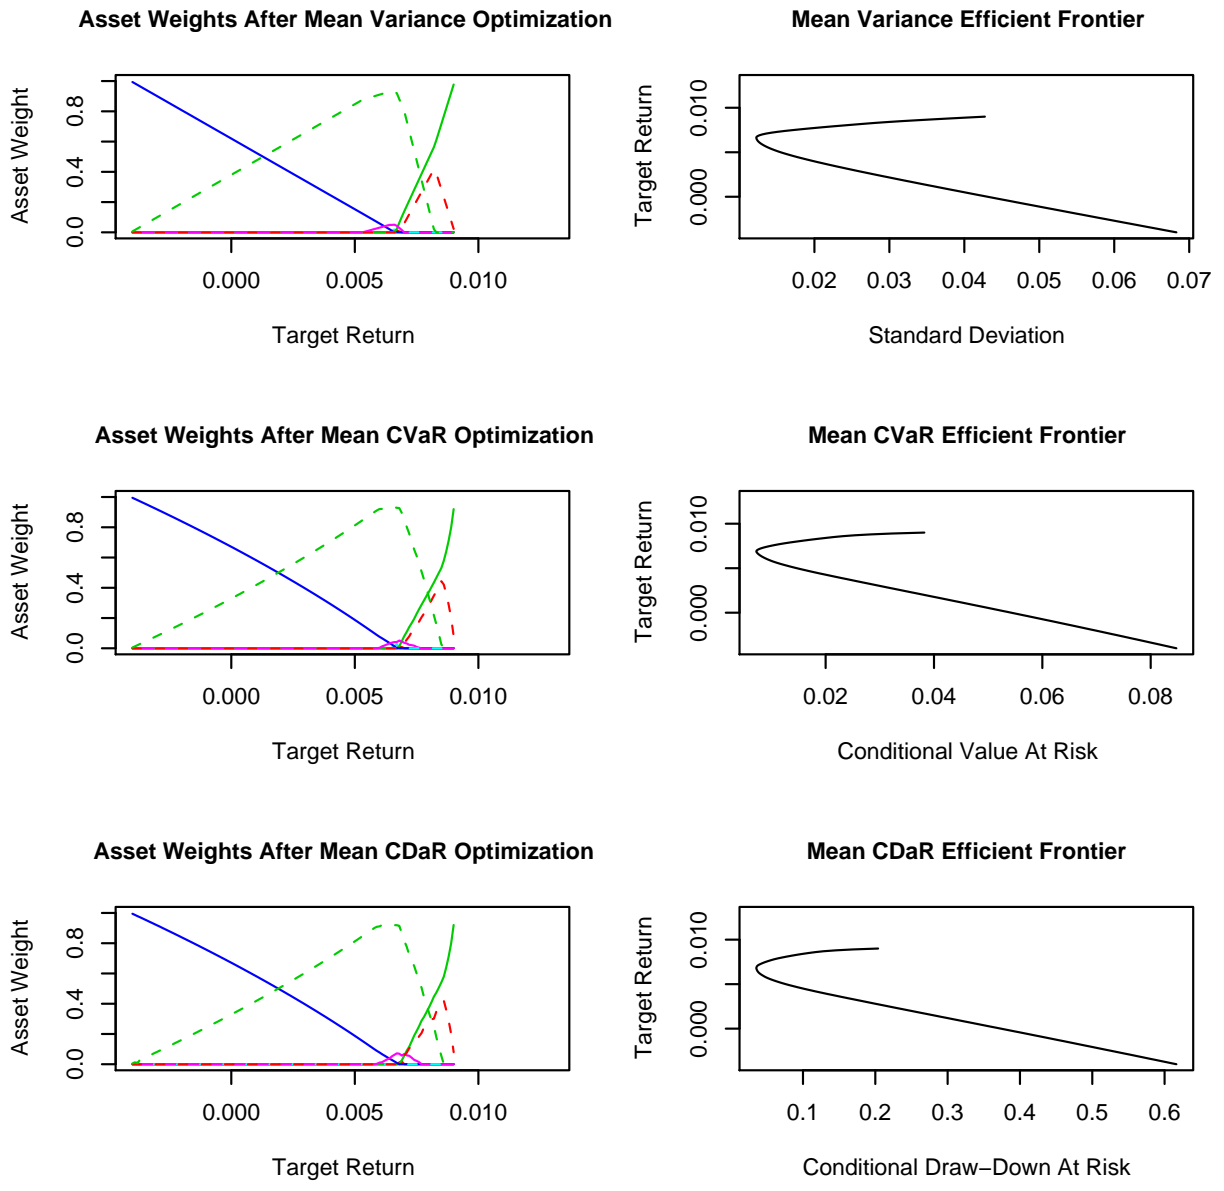 Asset Weights After Mean Variance Optimization
Asset Weight
0.0 0.4 0.8
0.000 0.005 0.010
Target Return
Mean Variance Efficient Frontier
Target Return
0.000 0.010
0.02 0.03 0.04 0.05 0.06 0.07
Standard Deviation
Asset Weights After Mean CVaR Optimization
Asset Weight
0.0 0.4 0.8
0.000 0.005 0.010
Target Return
Mean CVaR Efficient Frontier
Target Return
0.000 0.010
0.02 0.04 0.06 0.08
Conditional Value At Risk
Asset Weights After Mean CDaR Optimization
Asset Weight
0.0 0.4 0.8
0.000 0.005 0.010
Target Return
Mean CDaR Efficient Frontier
Target Return
0.000 0.010
0.1 0.2 0.3 0.4 0.5 0.6
Conditional Draw−Down At Risk